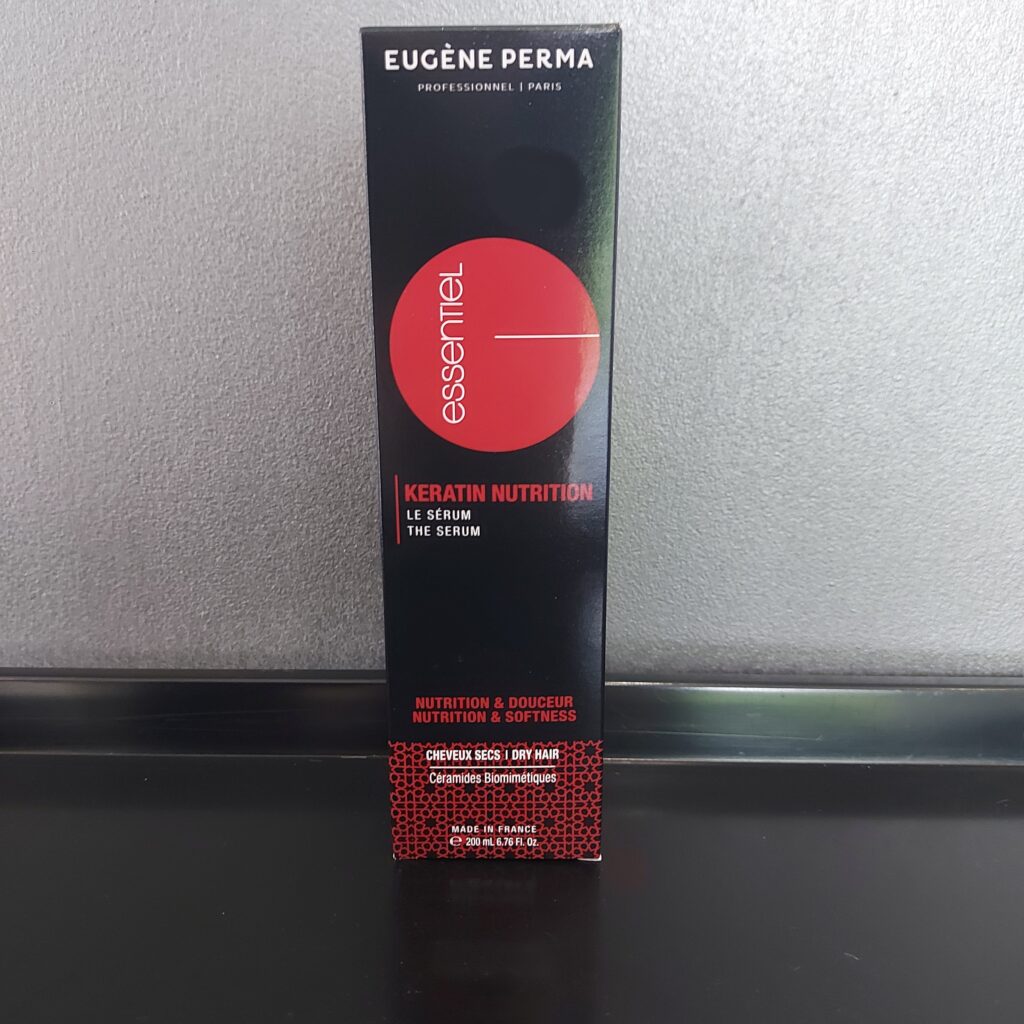 EUGÈNE PERMA
PROFESSIONNEL | PARIS
essentiel
KERATIN NUTRITION
LE SÉRUM
THE SERUM
NUTRITION & DOUCEUR
NUTRITION & SOFTNESS
CHEVEUX SECS | DRY HAIR
Céramides Biomimétiques
MADE IN FRANCE
℮ 200 mL 6.76 Fl. Oz.